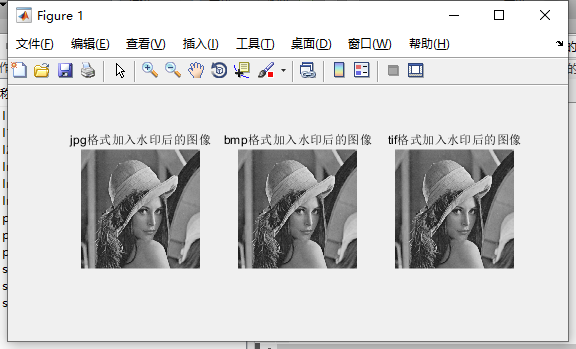 Figure 1
文件(F) 编辑(E) 查看(V) 插入(I) 工具(T) 桌面(D) 窗口(W) 帮助(H)
jpg格式加入水印后的图像 bmp格式加入水印后的图像 tif格式加入水印后的图像